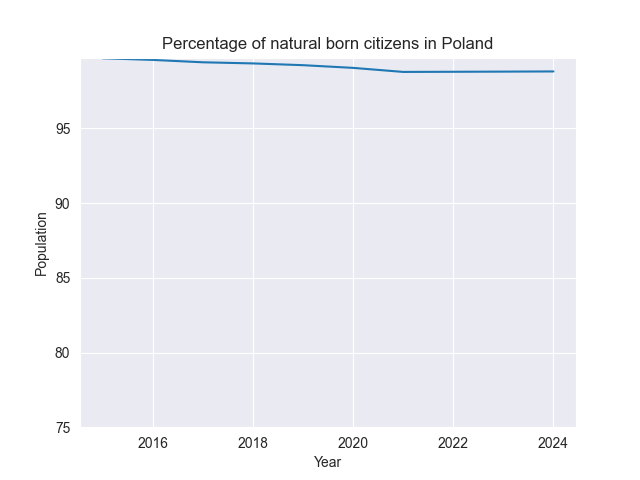 Percentage of natural born citizens in Poland
95
90
85
80
75
Population
2016 2018 2020 2022 2024
Year